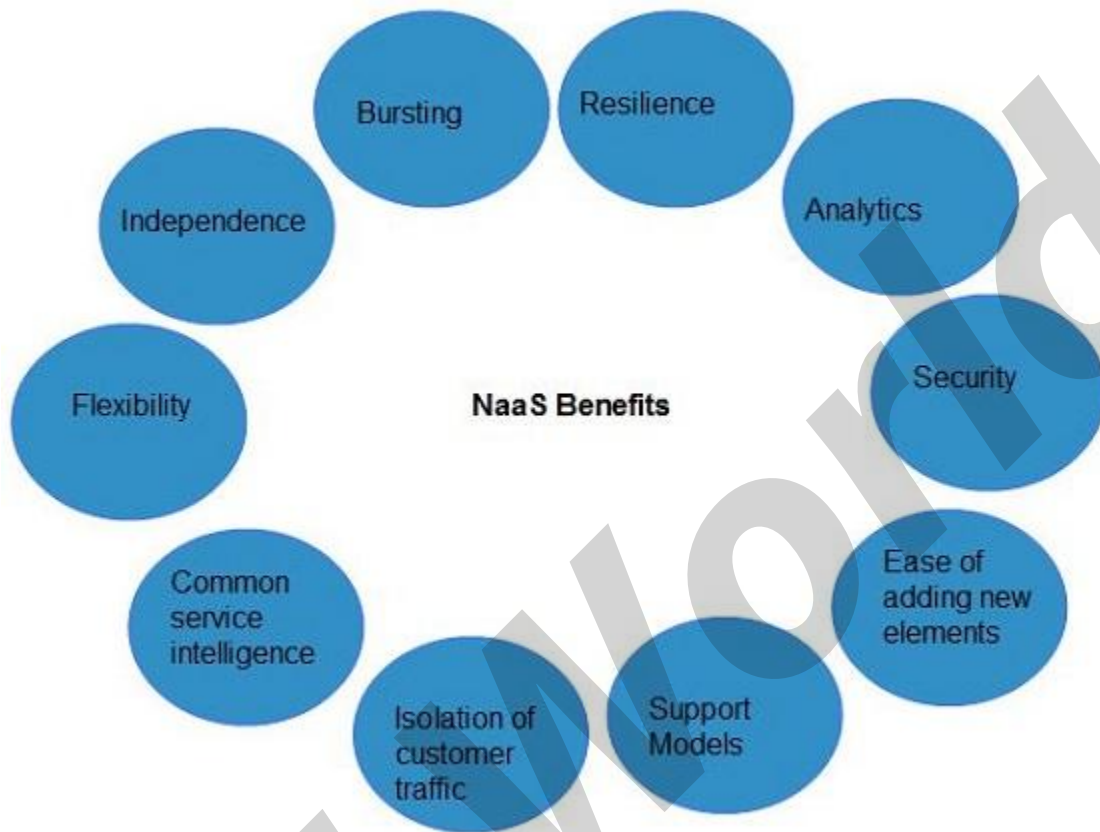 Bursting
Resilience
Independence
Analytics
Flexibility
NaaS Benefits
Security
Common
service
intelligence
Ease of
adding new
elements
Isolation of
customer
traffic
Support
Models
World